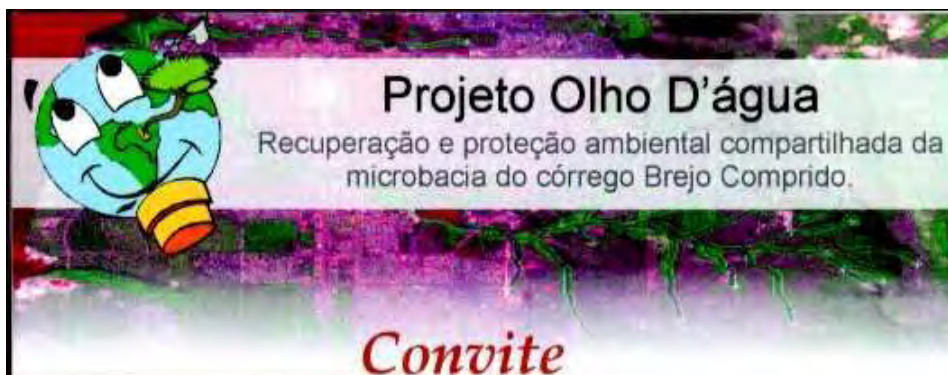 Projeto Olho D'água
Recuperação e proteção ambiental compartilhada da
microbacia do córrego Brejo Comprido.
Convite